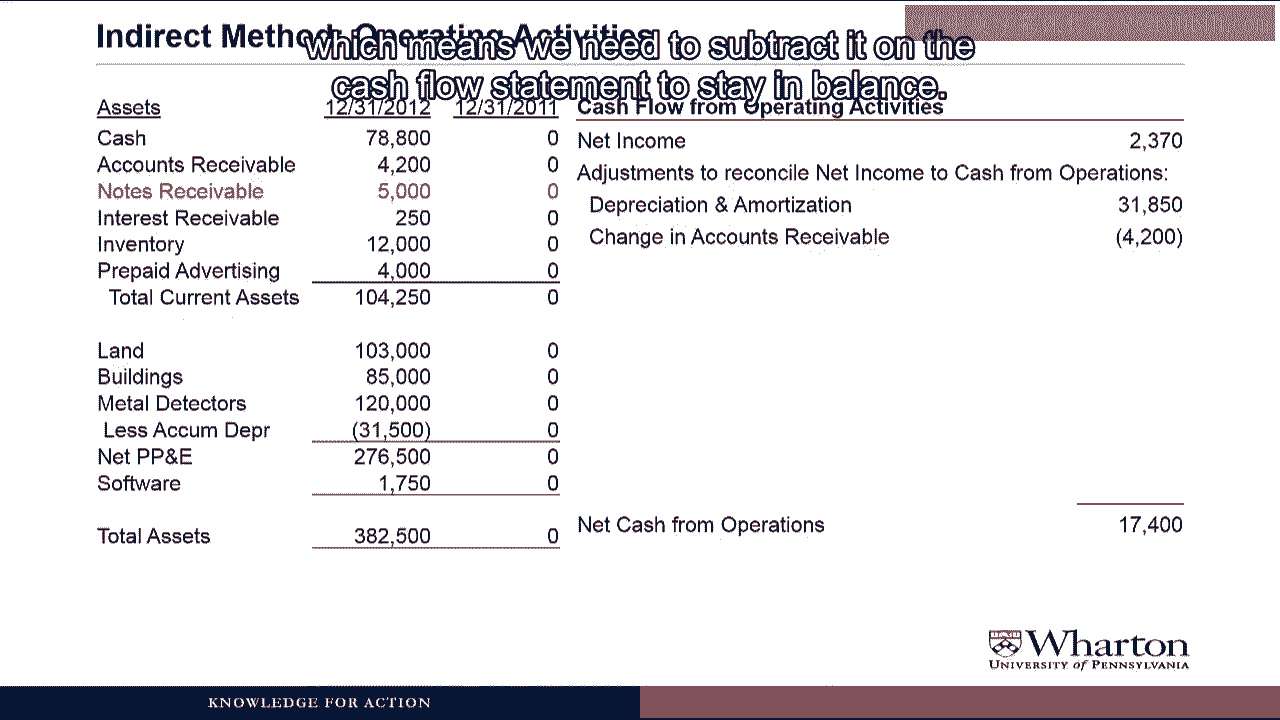 Indirect Method: Operating Activities
which means we need to subtract it on the
cash flow statement to stay in balance.
Assets 12/31/2012 12/31/2011
Cash 78,800 0
Accounts Receivable 4,200 0
Notes Receivable 5,000 0
Interest Receivable 250 0
Inventory 12,000 0
Prepaid Advertising 4,000 0
Total Current Assets 104,250 0
Land 103,000 0
Buildings 85,000 0
Metal Detectors 120,000 0
Less Accum Depr (31,500) 0
Net PP&E 276,500 0
Software 1,750 0
Total Assets 382,500 0
Cash Flow from Operating Activities
Net Income 2,370
Adjustments to reconcile Net Income to Cash from Operations:
Depreciation & Amortization 31,850
Change in Accounts Receivable (4,200)
Net Cash from Operations 17,400
Wharton
UNIVERSITY of PENNSYLVANIA
KNOWLEDGE FOR ACTION